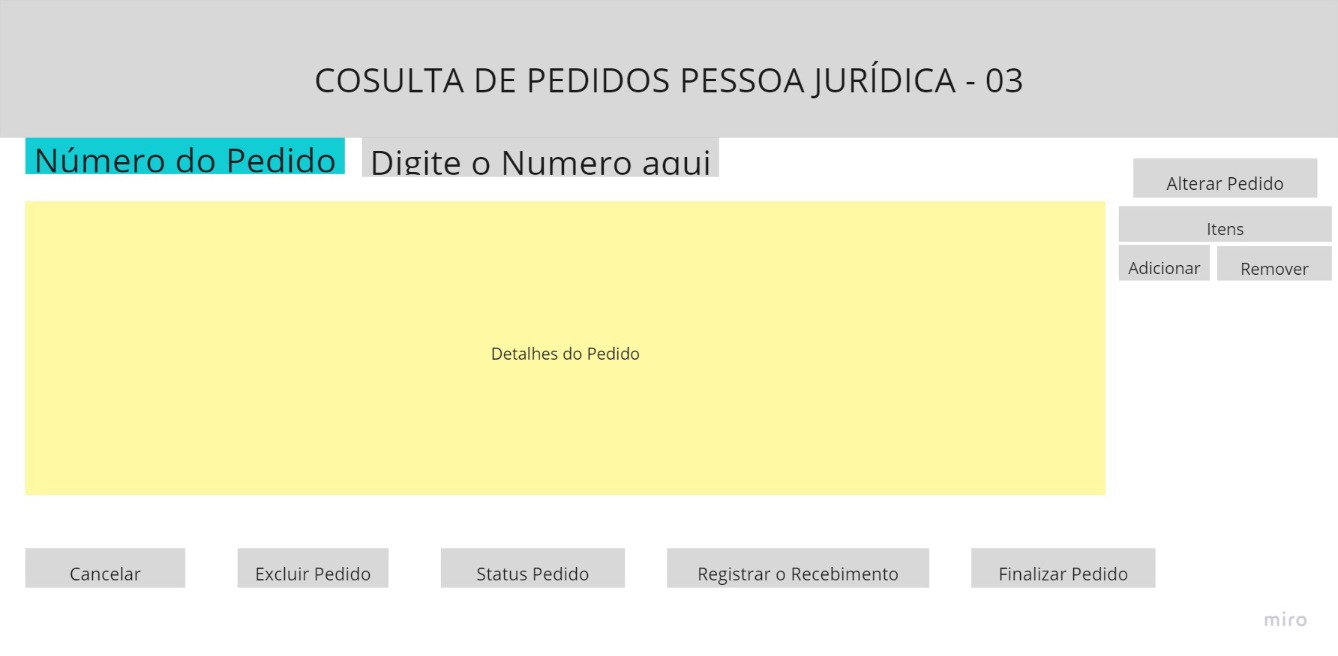 COSULTA DE PEDIDOS PESSOA JURÍDICA - 03
Número do Pedido
Digite o Numero aqui
Alterar Pedido
Itens
Adicionar
Remover
Detalhes do Pedido
Cancelar
Excluir Pedido
Status Pedido
Registrar o Recebimento
Finalizar Pedido
miro